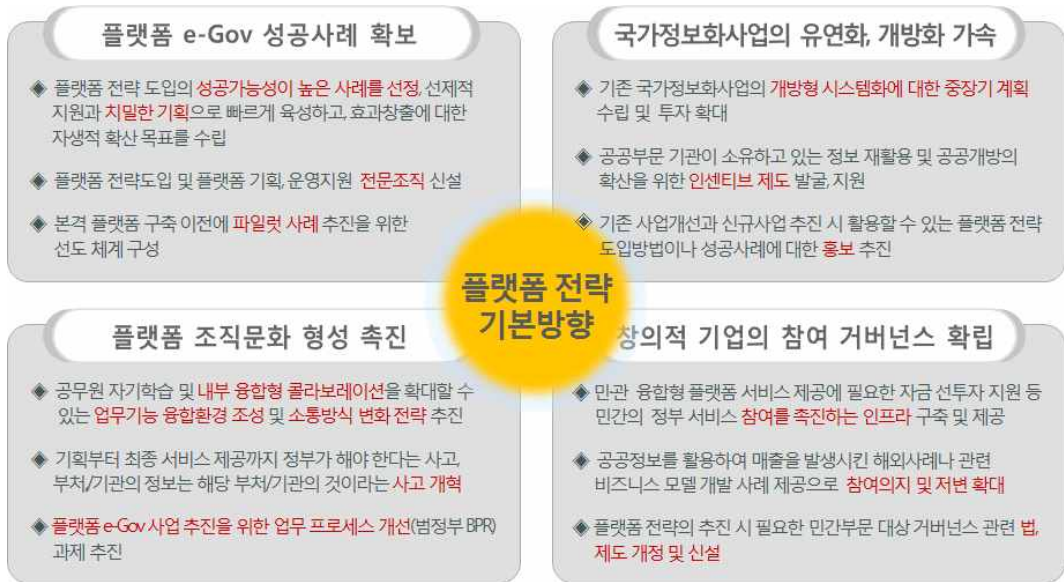 플랫폼 e-Gov 성공사례 확보
◈ 플랫폼 전략 도입의 성공가능성이 높은 사례를 선정, 선제적
지원과 치밀한 기획으로 빠르게 육성하고, 효과창출에 대한
자생적 확산 목표를 수립
◈ 플랫폼 전략도입 및 플랫폼 기획, 운영지원 전문조직 신설
◈ 본격 플랫폼 구축 이전에 파일럿 사례 추진을 위한
선도 체계 구성
국가정보화사업의 유연화, 개방화 가속
◈ 기존 국가정보화사업의 개방형 시스템화에 대한 중장기 계획
수립 및 투자 확대
◈ 공공부문 기관이 소유하고 있는 정보 재활용 및 공공개방의
확산을 위한 인센티브 제도 발굴, 지원
◈ 기존 사업개선과 신규사업 추진 시 활용할 수 있는 플랫폼 전략
도입방법이나 성공사례에 대한 홍보 추진
플랫폼 전략
기본방향
플랫폼 조직문화 형성 촉진
◈ 공무원 자기학습 및 내부 융합형 콜라보레이션을 확대할 수
있는 업무기능 융합환경 조성 및 소통방식 변화 전략 추진
◈ 기획부터 최종 서비스 제공까지 정부가 해야 한다는 사고,
부처/기관의 정보는 해당 부처/기관의 것이라는 사고 개혁
◈ 플랫폼 e-Gov 사업 추진을 위한 업무 프로세스 개선(범정부 BPR)
과제 추진
창의적 기업의 참여 거버넌스 확립
◈ 민관 융합형 플랫폼 서비스 제공에 필요한 자금 선투자 지원 등
민간의 정부 서비스 참여를 촉진하는 인프라 구축 및 제공
◈ 공공정보를 활용하여 매출을 발생시킨 해외사례나 관련
비즈니스 모델 개발 사례 제공으로 참여의지 및 저변 확대
◈ 플랫폼 전략의 추진 시 필요한 민간부문 대상 거버넌스 관련 법,
제도 개정 및 신설